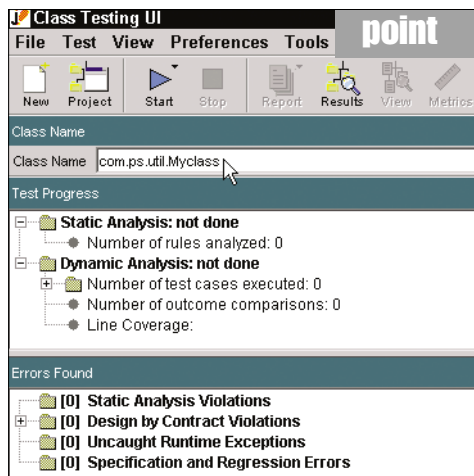 Class Testing UI
point
File Test View Preferences Tools
New Project Start Stop Report Results View Metrics
Class Name
Class Name com.ps.util.Myclass
Test Progress
Static Analysis: not done
Number of rules analyzed: 0
Dynamic Analysis: not done
Number of test cases executed: 0
Number of outcome comparisons: 0
Line Coverage:
Errors Found
[0] Static Analysis Violations
[0] Design by Contract Violations
[0] Uncaught Runtime Exceptions
[0] Specification and Regression Errors